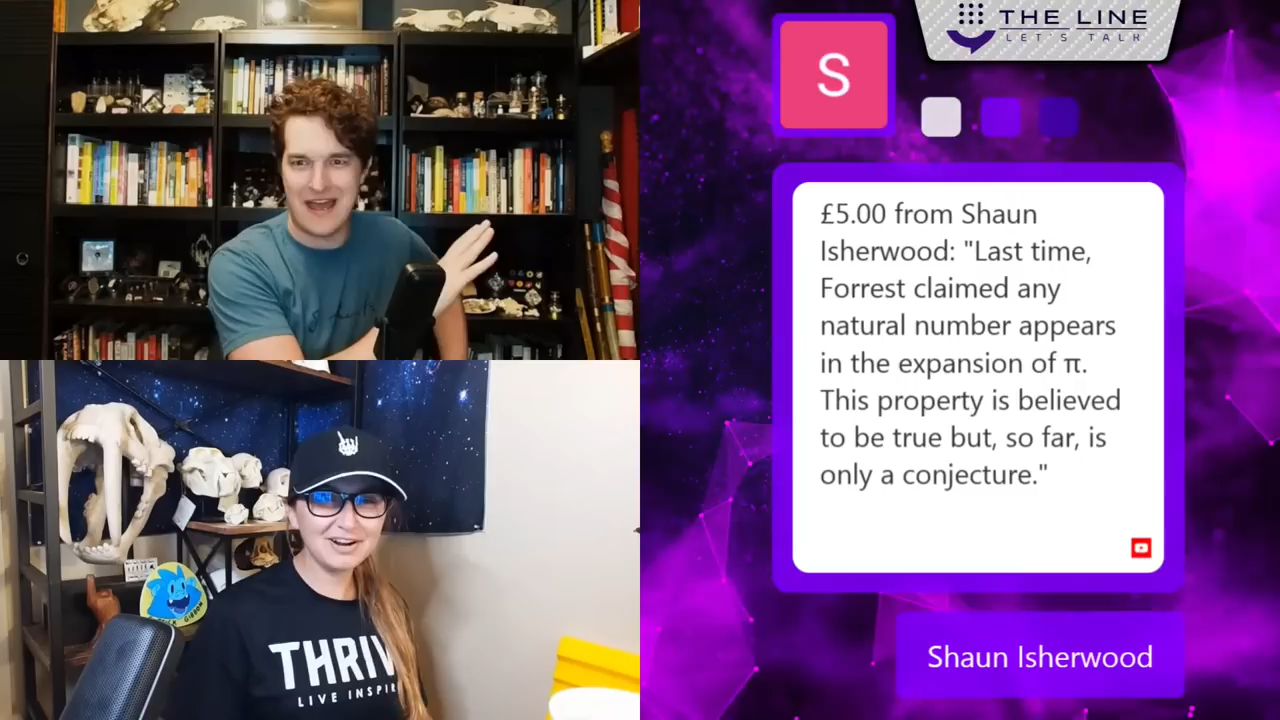 THE LINE
LET'S TALK
S
£5.00 from Shaun
Isherwood: "Last time,
Forrest claimed any
natural number appears
in the expansion of π.
This property is believed
to be true but, so far, is
only a conjecture."
Shaun Isherwood
THRIV
LIVE INSPIR